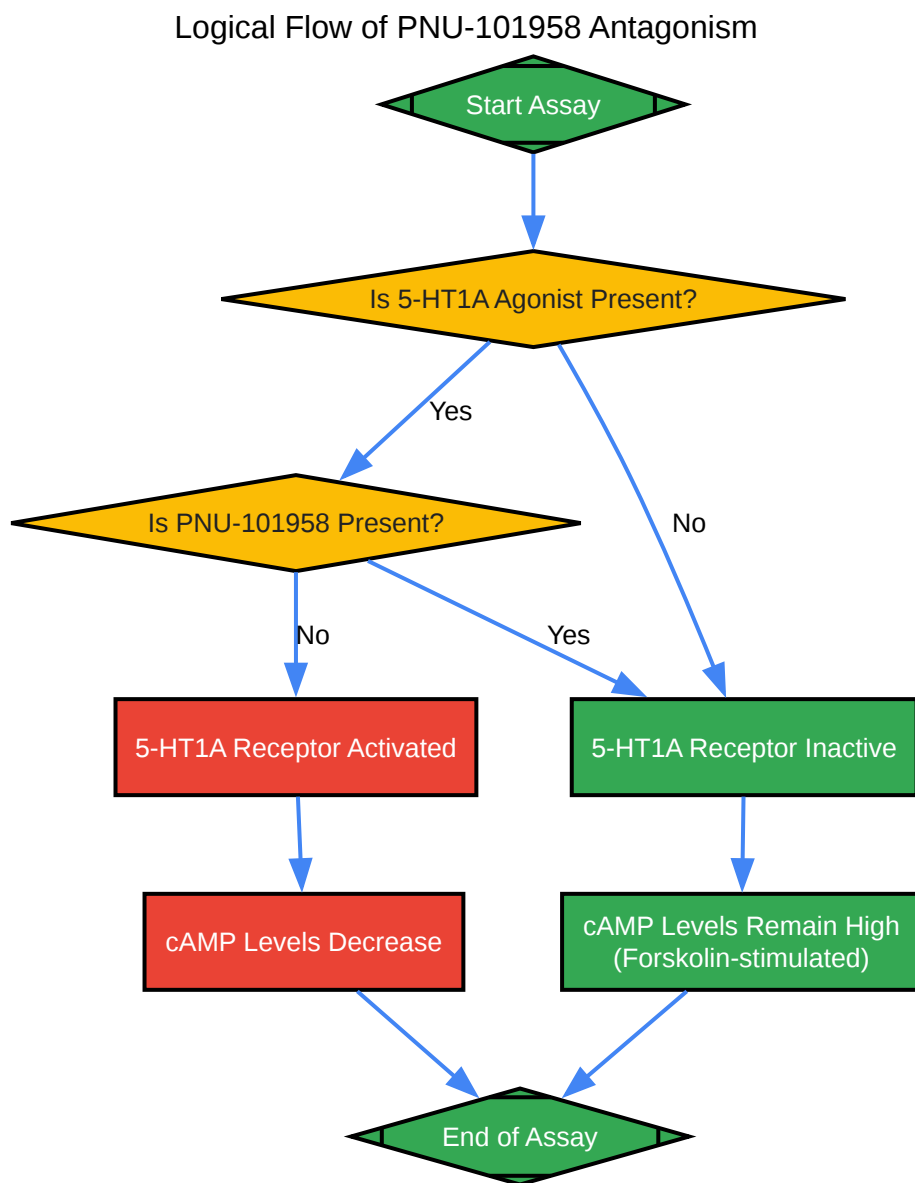 Logical Flow of PNU-101958 Antagonism
Start Assay
Is 5-HT1A Agonist Present?
Yes
Is PNU-101958 Present?
No
No
Yes
5-HT1A Receptor Activated
5-HT1A Receptor Inactive
cAMP Levels Decrease
cAMP Levels Remain High
(Forskolin-stimulated)
End of Assay